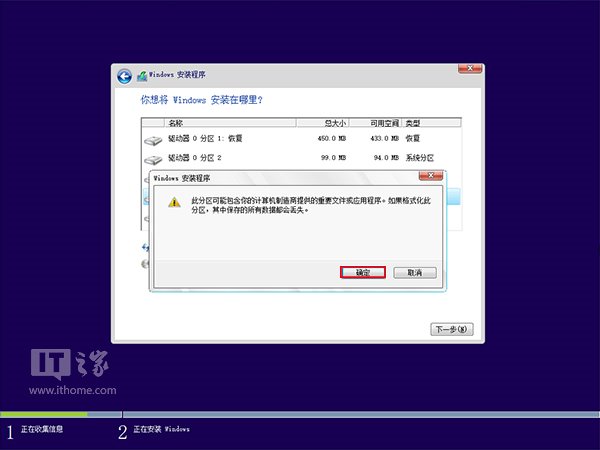 Windows 安装程序
你想将 Windows 安装在哪里?
名称 总大小 可用空间 类型
驱动器 0 分区 1: 恢复 450.0 MB 433.0 MB 恢复
驱动器 0 分区 2 99.0 MB 94.0 MB 系统分区
Windows 安装程序
此分区可能包含你的计算机制造商提供的重要文件或应用程序。如果格式化此
分区，其中保存的所有数据都会丢失。
确定 取消
下一步(N)
IT之家
www.ithome.com
1 正在收集信息 2 正在安装 Windows